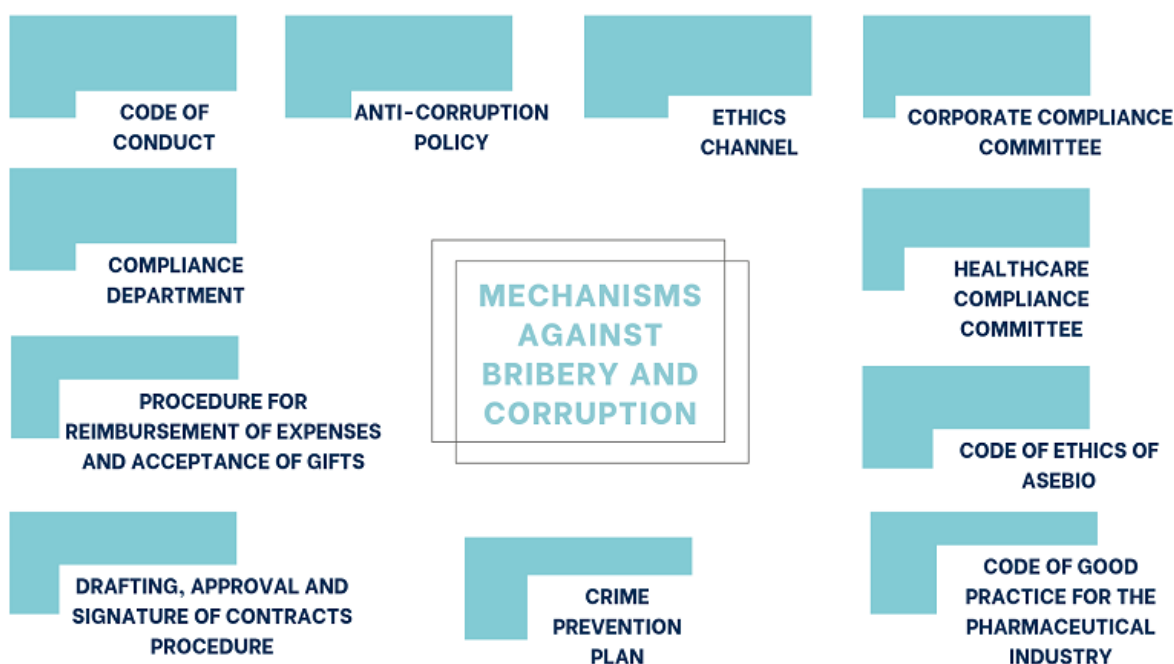 CODE OF
CONDUCT
ANTI-CORRUPTION
POLICY
ETHICS
CHANNEL
CORPORATE COMPLIANCE
COMMITTEE
COMPLIANCE
DEPARTMENT
MECHANISMS
AGAINST
BRIBERY AND
CORRUPTION
HEALTHCARE
COMPLIANCE
COMMITTEE
PROCEDURE FOR
REIMBURSEMENT OF EXPENSES
AND ACCEPTANCE OF GIFTS
CODE OF ETHICS OF
ASEBIO
DRAFTING, APPROVAL AND
SIGNATURE OF CONTRACTS
PROCEDURE
CRIME
PREVENTION
PLAN
CODE OF GOOD
PRACTICE FOR THE
PHARMACEUTICAL
INDUSTRY